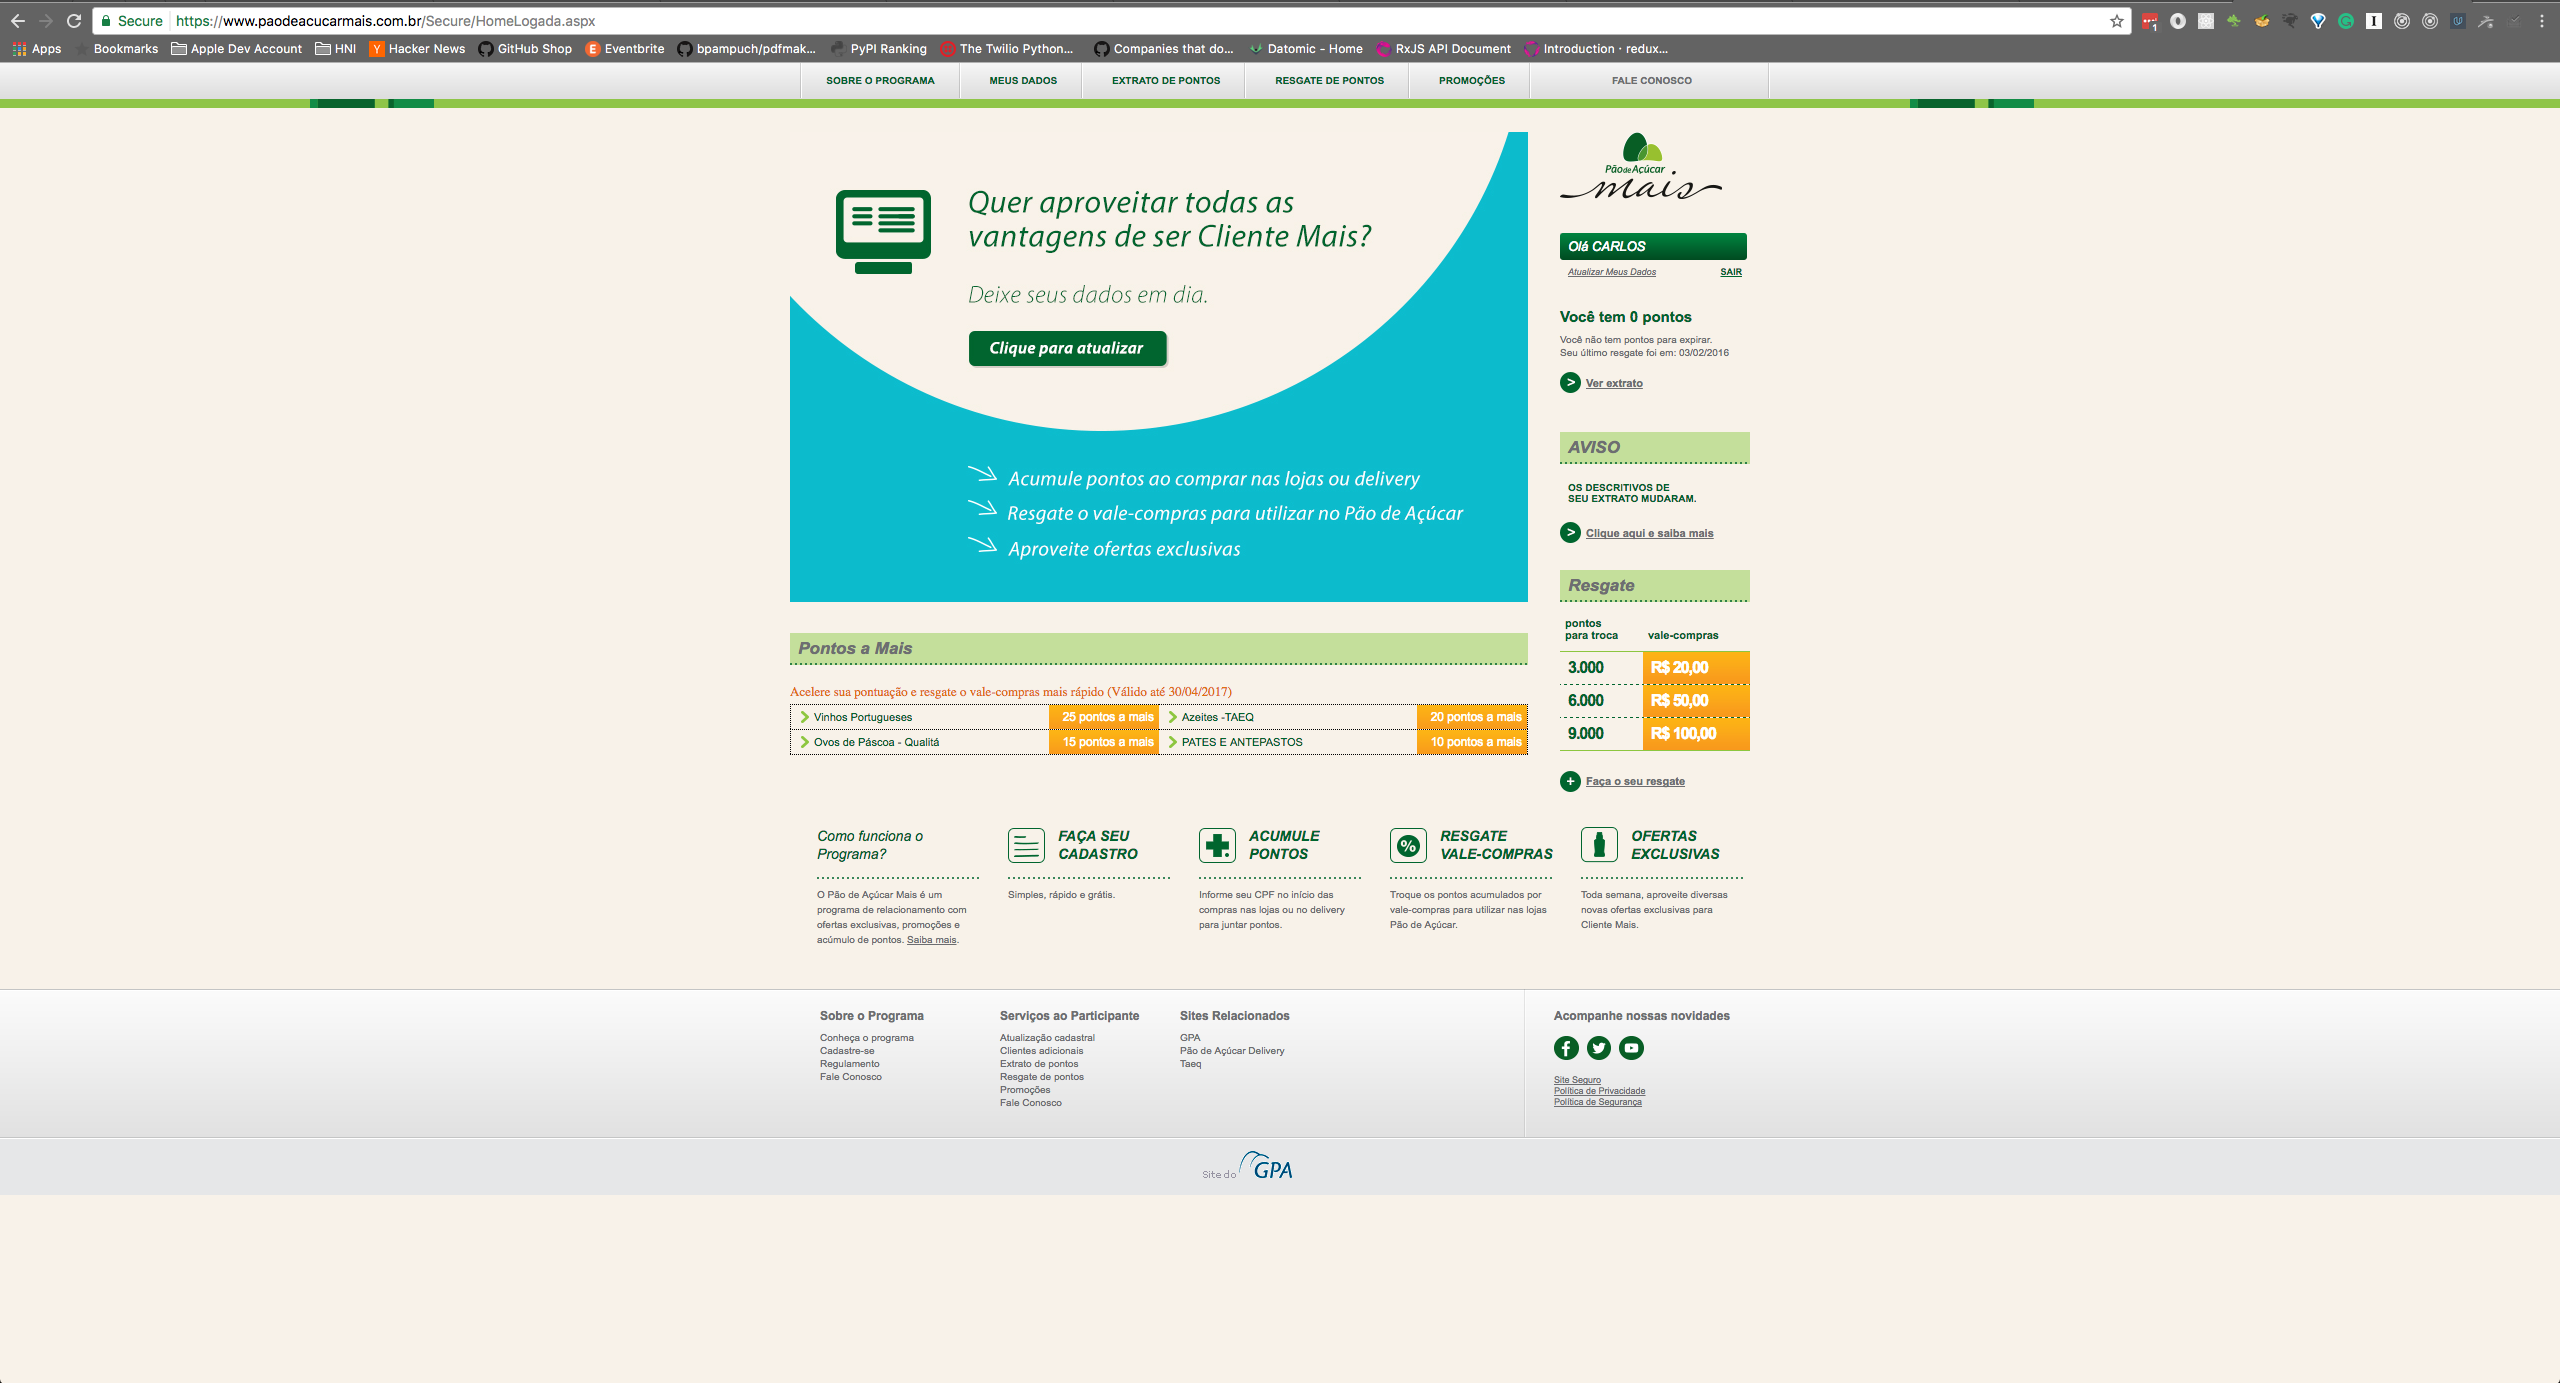 Secure https://www.paodeacucarmais.com.br/Secure/HomeLogada.aspx
Apps Bookmarks Apple Dev Account HNI Hacker News GitHub Shop Eventbrite bpampuch/pdfmak... PyPI Ranking The Twilio Python... Companies that do... Datomic - Home RxJS API Document Introduction · redux...
SOBRE O PROGRAMA MEUS DADOS EXTRATO DE PONTOS RESGATE DE PONTOS PROMOÇÕES FALE CONOSCO
Quer aproveitar todas as
vantagens de ser Cliente Mais?
Deixe seus dados em dia.
Clique para atualizar
Acumule pontos ao comprar nas lojas ou delivery
Resgate o vale-compras para utilizar no Pão de Açúcar
Aproveite ofertas exclusivas
Pão de Açúcar
mais
Olá CARLOS
Atualizar Meus Dados SAIR
Você tem 0 pontos
Você não tem pontos para expirar.
Seu último resgate foi em: 03/02/2016
Ver extrato
AVISO
OS DESCRITIVOS DE
SEU EXTRATO MUDARAM.
Clique aqui e saiba mais
Resgate
pontos
para troca vale-compras
3.000 R$ 20,00
6.000 R$ 50,00
9.000 R$ 100,00
Faça o seu resgate
Pontos a Mais
Acelere sua pontuação e resgate o vale-compras mais rápido (Válido até 30/04/2017)
Vinhos Portugueses 25 pontos a mais Azeites -TAEQ 20 pontos a mais
Ovos de Páscoa - Qualitá 15 pontos a mais PATES E ANTEPASTOS 10 pontos a mais
Como funciona o
Programa?
O Pão de Açúcar Mais é um
programa de relacionamento com
ofertas exclusivas, promoções e
acúmulo de pontos. Saiba mais.
FAÇA SEU
CADASTRO
Simples, rápido e grátis.
ACUMULE
PONTOS
Informe seu CPF no início das
compras nas lojas ou no delivery
para juntar pontos.
RESGATE
VALE-COMPRAS
Troque os pontos acumulados por
vale-compras para utilizar nas lojas
Pão de Açúcar.
OFERTAS
EXCLUSIVAS
Toda semana, aproveite diversas
novas ofertas exclusivas para
Cliente Mais.
Sobre o Programa
Conheça o programa
Cadastre-se
Regulamento
Fale Conosco
Serviços ao Participante
Atualização cadastral
Clientes adicionais
Extrato de pontos
Resgate de pontos
Promoções
Fale Conosco
Sites Relacionados
GPA
Pão de Açúcar Delivery
Taeq
Acompanhe nossas novidades
Site Seguro
Política de Privacidade
Política de Segurança
Site do GPA